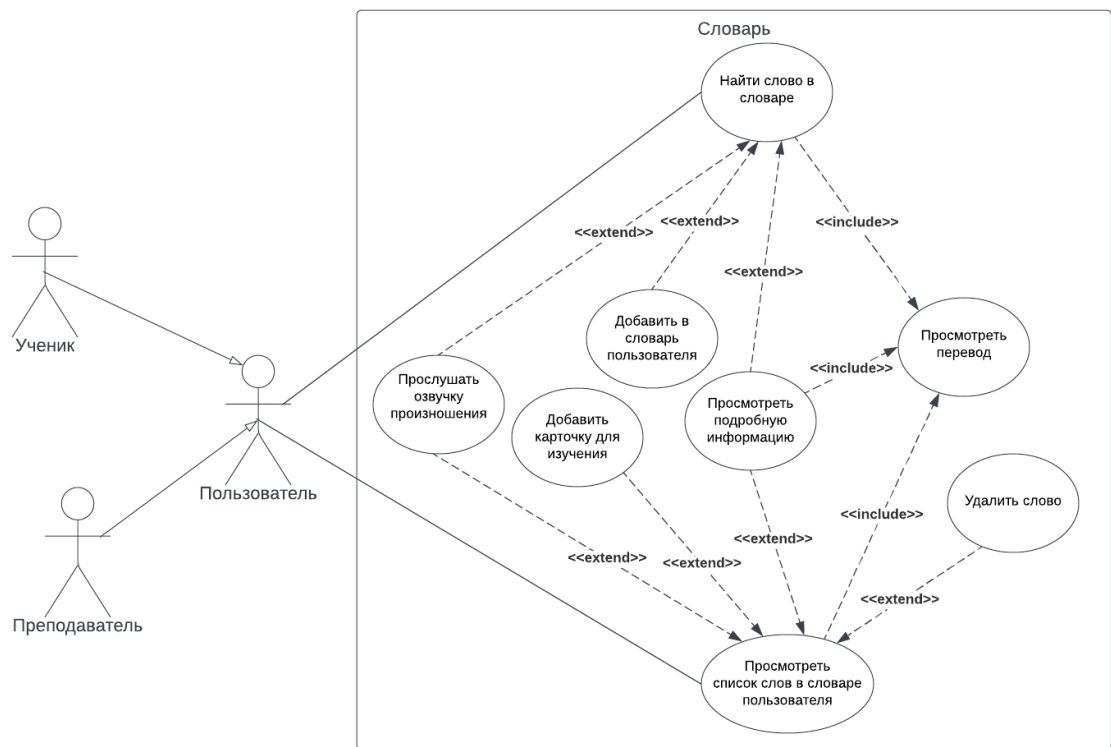 Словарь
Найти слово в
словаре
<<extend>>
<<extend>>
<<include>>
<<extend>>
Добавить в
словарь
пользователя
Просмотреть
перевод
Ученик
<<include>>
Прослушать
озвучку
произношения
Добавить
карточку для
изучения
Просмотреть
подробную
информацию
Пользователь
Удалить слово
<<include>>
<<extend>>
<<extend>>
<<extend>>
<<extend>>
Преподаватель
Просмотреть
список слов в словаре
пользователя